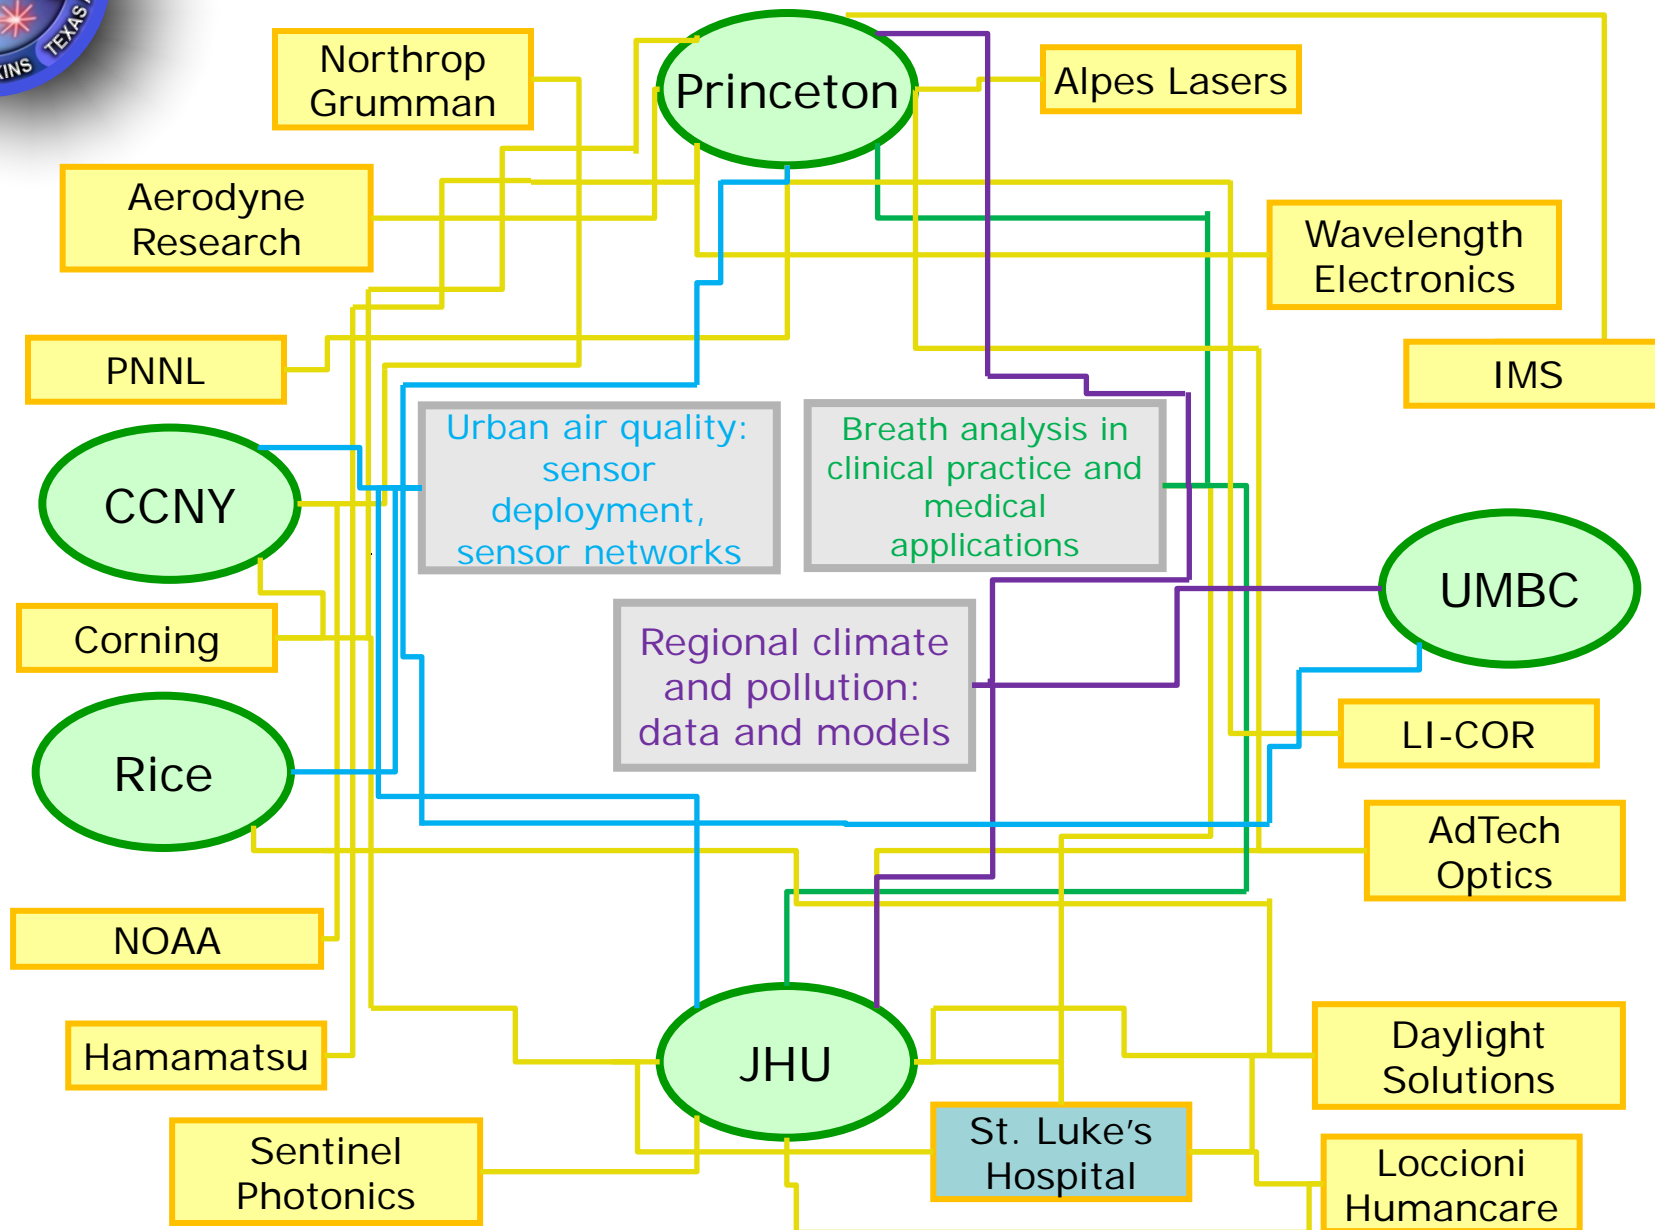 TEXAS
KINS
Northrop
Grumman
Princeton
Alpes Lasers
Aerodyne
Research
Wavelength
Electronics
PNNL
IMS
Urban air quality:
sensor
deployment,
sensor networks
Breath analysis in
clinical practice and
medical
applications
CCNY
UMBC
Corning
Regional climate
and pollution:
data and models
LI-COR
Rice
AdTech
Optics
NOAA
Hamamatsu
JHU
Daylight
Solutions
Sentinel
Photonics
St. Luke’s
Hospital
Loccioni
Humancare